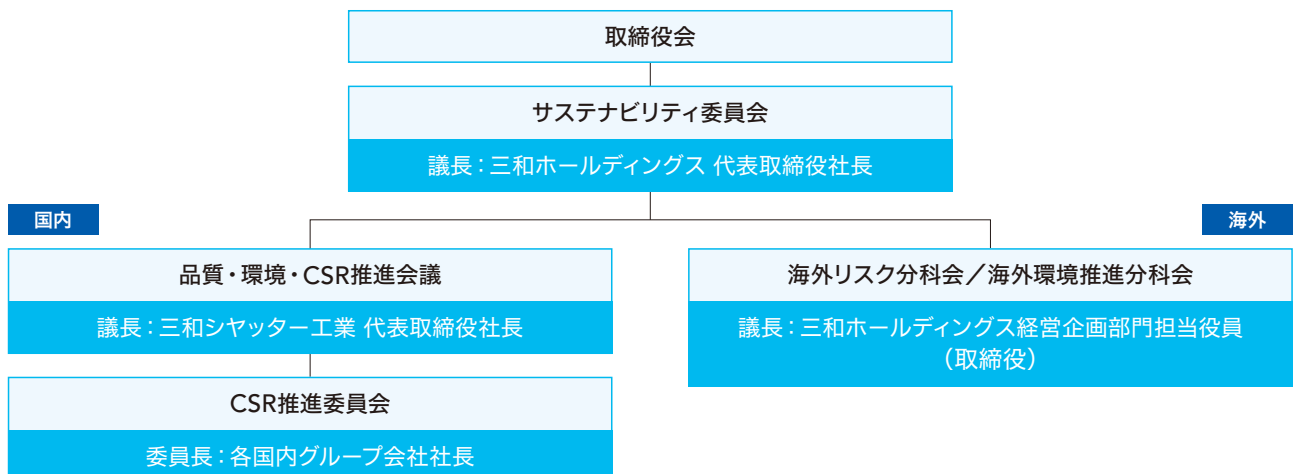 取締役会
サステナビリティ委員会
議長：三和ホールディングス 代表取締役社長
国内
海外
品質・環境・CSR推進会議
議長：三和シヤッター工業 代表取締役社長
CSR推進委員会
委員長：各国内グループ会社社長
海外リスク分科会／海外環境推進分科会
議長：三和ホールディングス経営企画部門担当役員
（取締役）